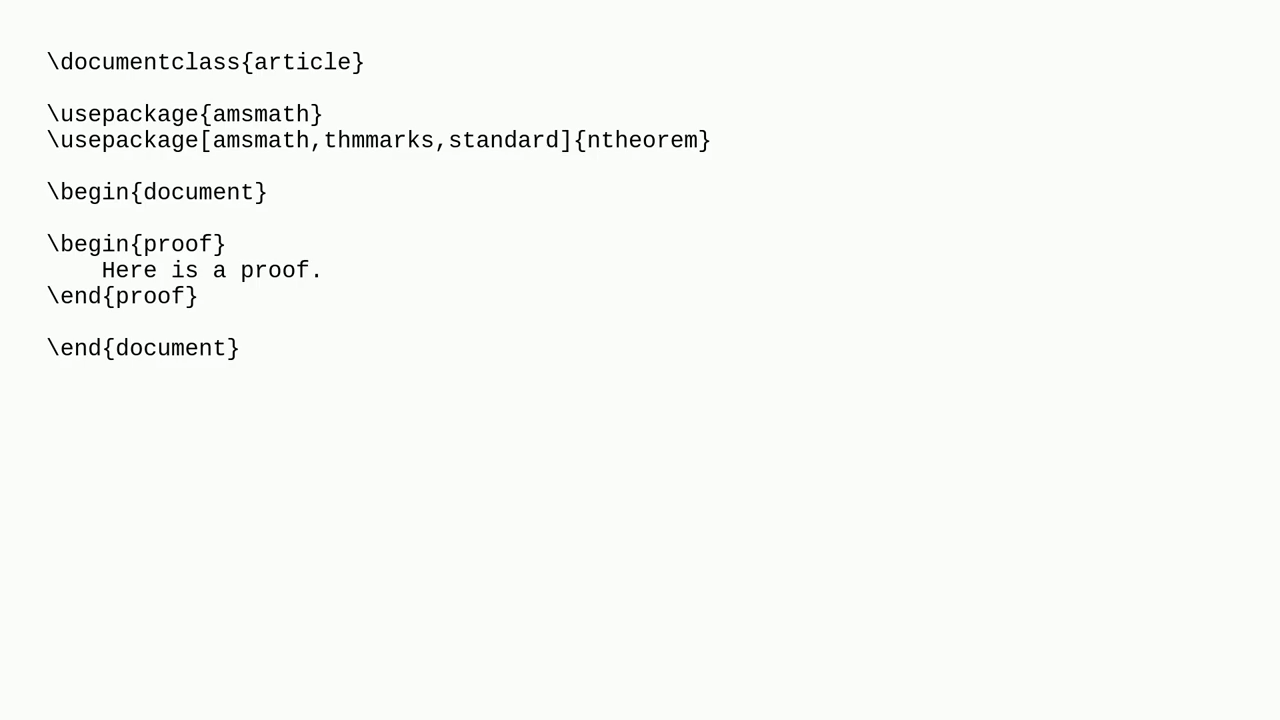 \documentclass{article}
\usepackage{amsmath}
\usepackage[amsmath,thmmarks,standard]{ntheorem}
\begin{document}
\begin{proof}
    Here is a proof.
\end{proof}
\end{document}